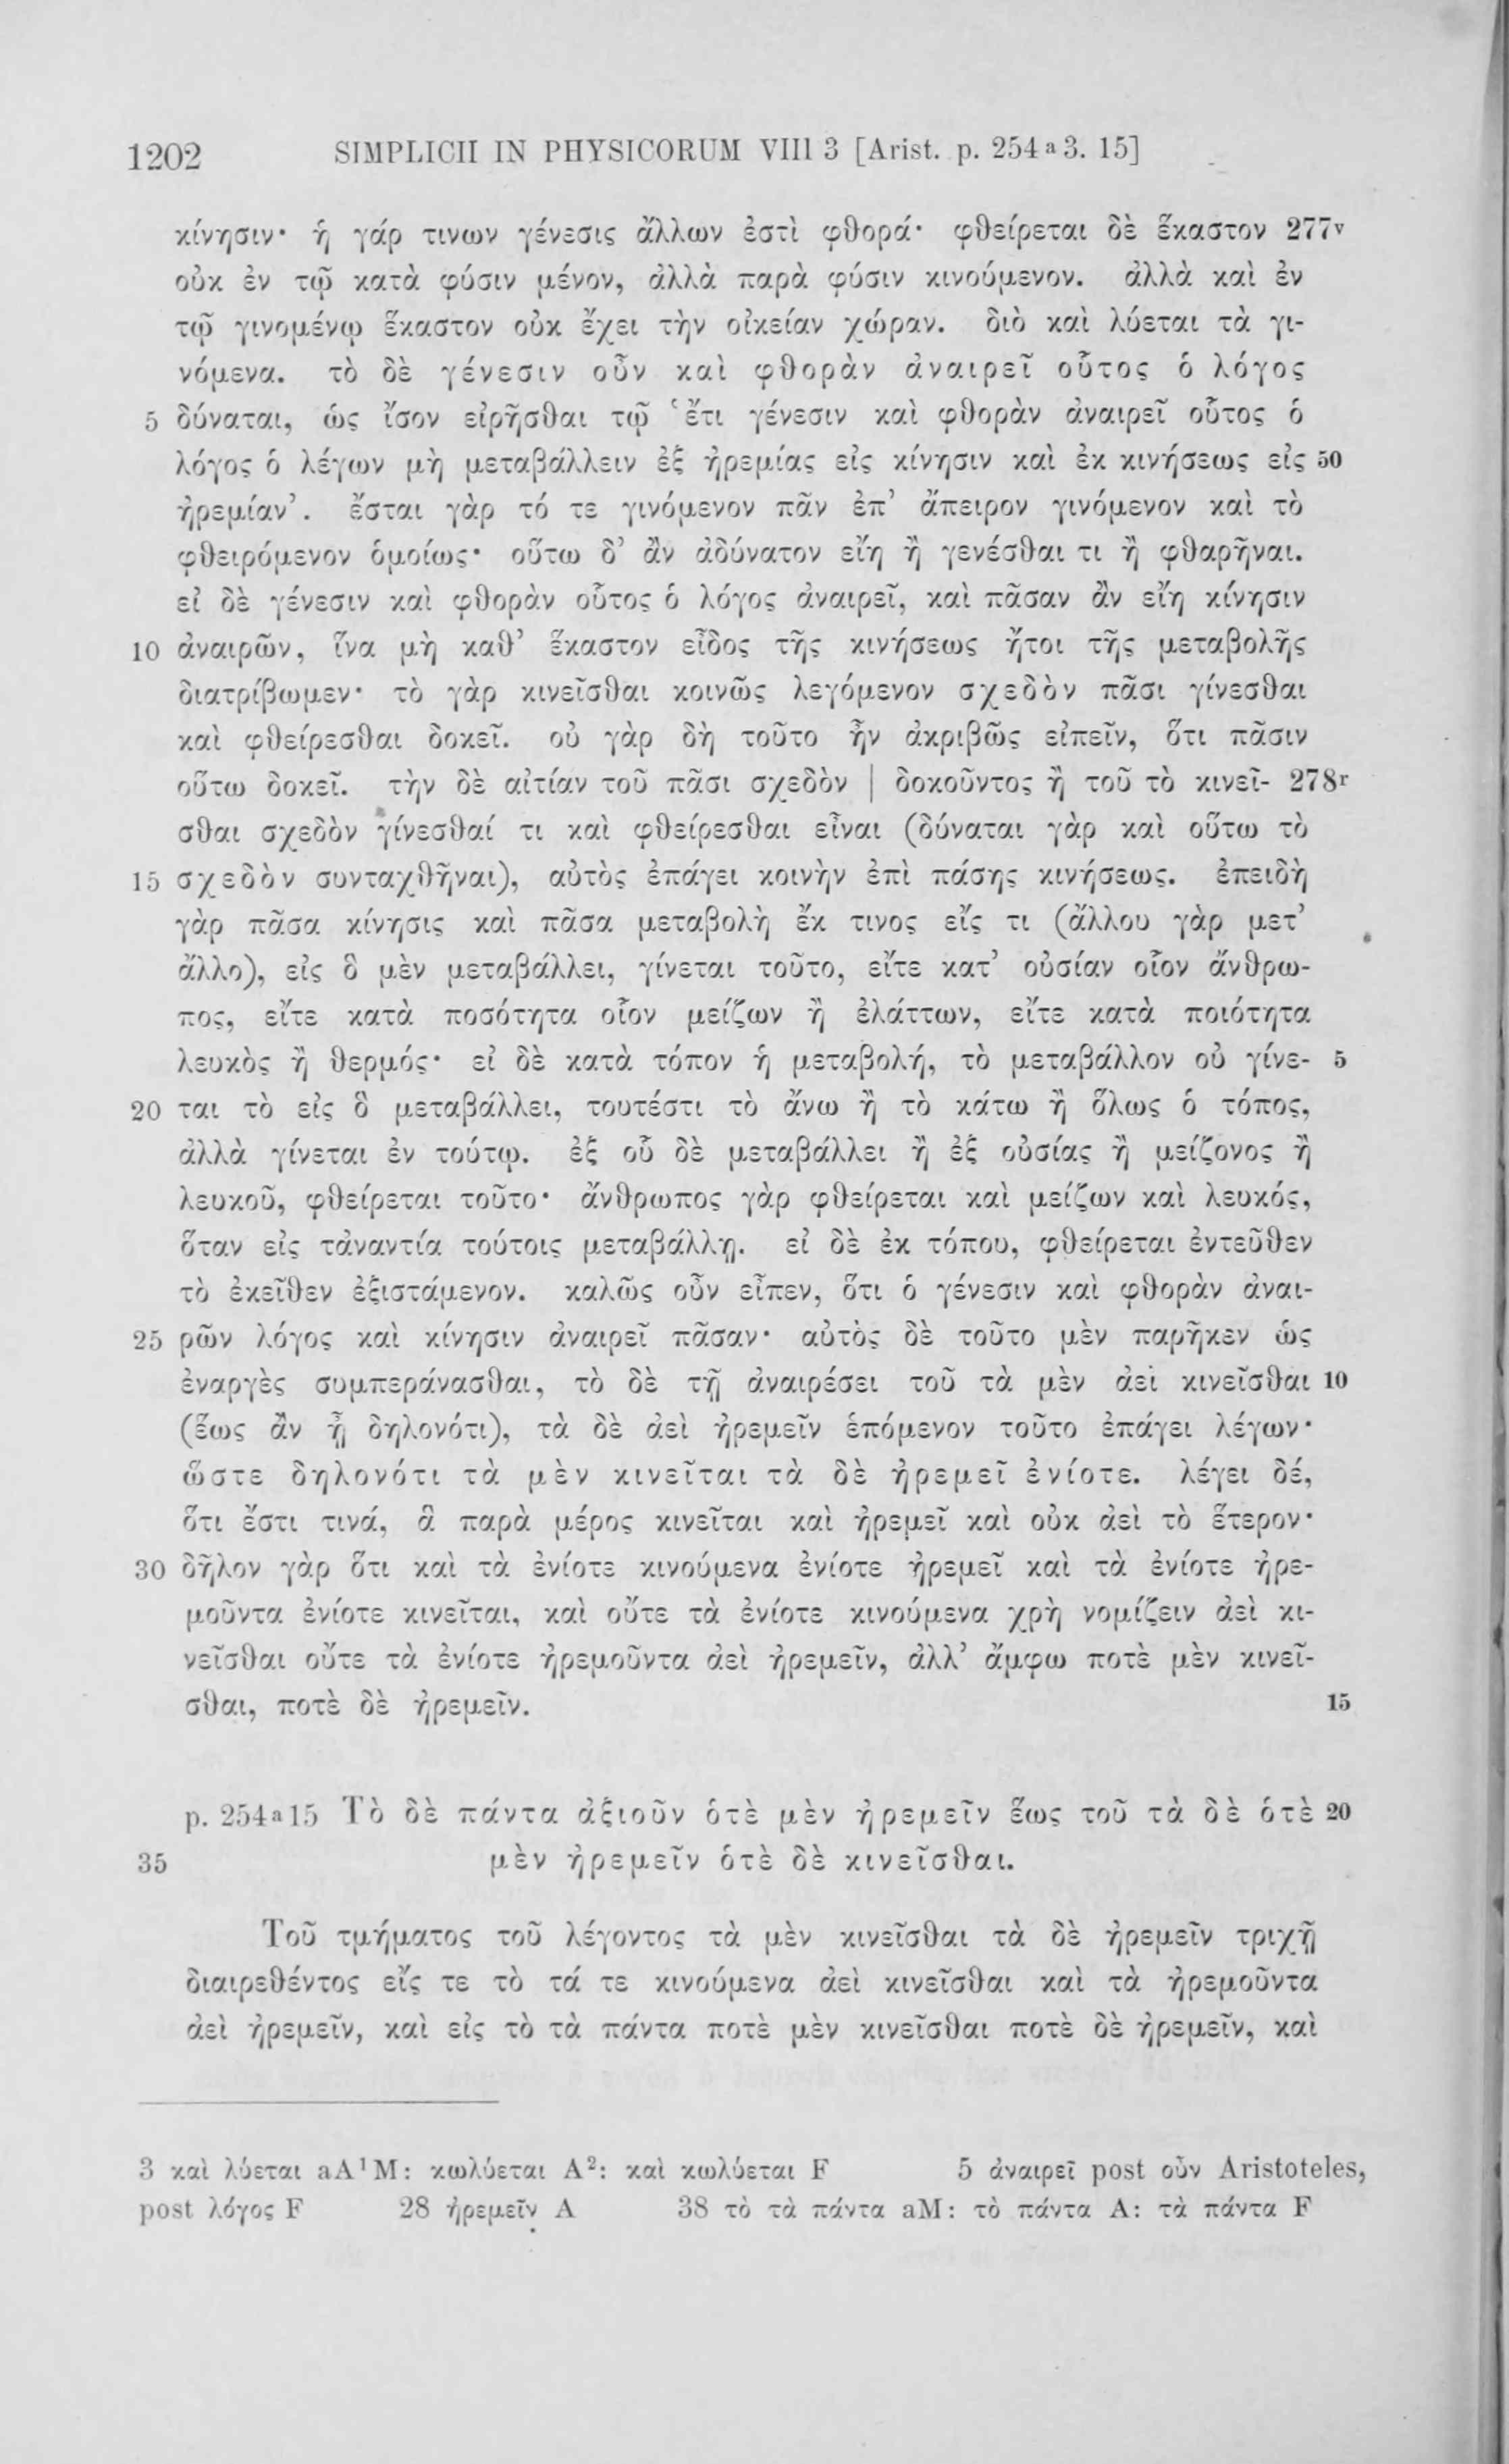 1202 SIMPLICII IN PHYSICORUM VIII 3 [Arist. p. 254 a 3. 15]
κίνησιν· ἡ γάρ τινων γένεσις ἄλλων ἐστὶ φθορά· φθείρεται δὲ ἕκαστον 277v
οὐκ ἐν τῷ κατὰ φύσιν μένον, ἀλλὰ παρὰ φύσιν κινούμενον. ἀλλὰ καὶ ἐν
τῷ γινομένῳ ἕκαστον οὐκ ἔχει τὴν οἰκείαν χώραν. διὸ καὶ λύεται τὰ γι-
νόμενα. τὸ δὲ γένεσιν οὖν καὶ φθορὰν ἀναιρεῖ οὗτος ὁ λόγος
5 δύναται, ὡς ἴσον εἰρῆσθαι τῷ ‘ἔτι γένεσιν καὶ φθορὰν ἀναιρεῖ οὗτος ὁ
λόγος ὁ λέγων μὴ μεταβάλλειν ἐξ ἠρεμίας εἰς κίνησιν καὶ ἐκ κινήσεως εἰς 50
ἠρεμίαν’. ἔσται γὰρ τό τε γινόμενον πᾶν ἐπ’ ἄπειρον γινόμενον καὶ τὸ
φθειρόμενον ὁμοίως· οὕτω δ’ ἂν ἀδύνατον εἴη ἢ γενέσθαι τι ἢ φθαρῆναι.
εἰ δὲ γένεσιν καὶ φθορὰν οὗτος ὁ λόγος ἀναιρεῖ, καὶ πᾶσαν ἂν εἴη κίνησιν
10 ἀναιρῶν, ἵνα μὴ καθ’ ἕκαστον εἶδος τῆς κινήσεως ἤτοι τῆς μεταβολῆς
διατρίβωμεν· τὸ γὰρ κινεῖσθαι κοινῶς λεγόμενον σχεδὸν πᾶσι γίνεσθαι
καὶ φθείρεσθαι δοκεῖ. οὐ γὰρ δὴ τοῦτο ἦν ἀκριβῶς εἰπεῖν, ὅτι πᾶσιν
οὕτω δοκεῖ. τὴν δὲ αἰτίαν τοῦ πᾶσι σχεδὸν | δοκοῦντος ἢ τοῦ τὸ κινεῖ- 278r
σθαι σχεδὸν γίνεσθαί τι καὶ φθείρεσθαι εἶναι (δύναται γὰρ καὶ οὕτω τὸ
15 σχεδὸν συνταχθῆναι), αὐτὸς ἐπάγει κοινὴν ἐπὶ πάσης κινήσεως. ἐπειδὴ
γὰρ πᾶσα κίνησις καὶ πᾶσα μεταβολὴ ἔκ τινος εἴς τι (ἄλλου γὰρ μετ’
ἄλλο), εἰς ὃ μὲν μεταβάλλει, γίνεται τοῦτο, εἴτε κατ’ οὐσίαν οἷον ἄνθρω-
πος, εἴτε κατὰ ποσότητα οἷον μείζων ἢ ἐλάττων, εἴτε κατὰ ποιότητα
λευκὸς ἢ θερμός· εἰ δὲ κατὰ τόπον ἡ μεταβολή, τὸ μεταβάλλον οὐ γίνε- 5
20 ται τὸ εἰς ὃ μεταβάλλει, τουτέστι τὸ ἄνω ἢ τὸ κάτω ἢ ὅλως ὁ τόπος,
ἀλλὰ γίνεται ἐν τούτῳ. ἐξ οὗ δὲ μεταβάλλει ἢ ἐξ οὐσίας ἢ μείζονος ἢ
λευκοῦ, φθείρεται τοῦτο· ἄνθρωπος γὰρ φθείρεται καὶ μείζων καὶ λευκός,
ὅταν εἰς τἀναντία τούτοις μεταβάλλῃ. εἰ δὲ ἐκ τόπου, φθείρεται ἐντεῦθεν
τὸ ἐκεῖθεν ἐξιστάμενον. καλῶς οὖν εἶπεν, ὅτι ὁ γένεσιν καὶ φθορὰν ἀναι-
25 ρῶν λόγος καὶ κίνησιν ἀναιρεῖ πᾶσαν· αὐτὸς δὲ τοῦτο μὲν παρῆκεν ὡς
ἐναργὲς συμπεράνασθαι, τὸ δὲ τῇ ἀναιρέσει τοῦ τὰ μὲν ἀεὶ κινεῖσθαι 10
(ἕως ἂν ᾖ δηλονότι), τὰ δὲ ἀεὶ ἠρεμεῖν ἑπόμενον τοῦτο ἐπάγει λέγων·
ὥστε δηλονότι τὰ μὲν κινεῖται τὰ δὲ ἠρεμεῖ ἐνίοτε. λέγει δέ,
ὅτι ἔστι τινά, ἃ παρὰ μέρος κινεῖται καὶ ἠρεμεῖ καὶ οὐκ ἀεὶ τὸ ἕτερον·
30 δῆλον γὰρ ὅτι καὶ τὰ ἐνίοτε κινούμενα ἐνίοτε ἠρεμεῖ καὶ τὰ ἐνίοτε ἠρε-
μοῦντα ἐνίοτε κινεῖται, καὶ οὔτε τὰ ἐνίοτε κινούμενα χρὴ νομίζειν ἀεὶ κι-
νεῖσθαι οὔτε τὰ ἐνίοτε ἠρεμοῦντα ἀεὶ ἠρεμεῖν, ἀλλ’ ἄμφω ποτὲ μὲν κινεῖ-
σθαι, ποτὲ δὲ ἠρεμεῖν. 15
p. 254a15 Τὸ δὲ πάντα ἀξιοῦν ὁτὲ μὲν ἠρεμεῖν ἕως τοῦ τὰ δὲ ὁτὲ 20
35 μὲν ἠρεμεῖν ὁτὲ δὲ κινεῖσθαι.
Τοῦ τμήματος τοῦ λέγοντος τὰ μὲν κινεῖσθαι τὰ δὲ ἠρεμεῖν τριχῇ
διαιρεθέντος εἴς τε τὸ τά τε κινούμενα ἀεὶ κινεῖσθαι καὶ τὰ ἠρεμοῦντα
ἀεὶ ἠρεμεῖν, καὶ εἰς τὸ τὰ πάντα ποτὲ μὲν κινεῖσθαι ποτὲ δὲ ἠρεμεῖν, καὶ
3 καὶ λύεται aA¹M: κωλύεται A²: καὶ κωλύεται F 5 ἀναιρεῖ post οὖν Aristoteles,
post λόγος F 28 ἠρεμεῖν A 38 τὸ τὰ πάντα aM: τὸ πάντα A: τὰ πάντα F